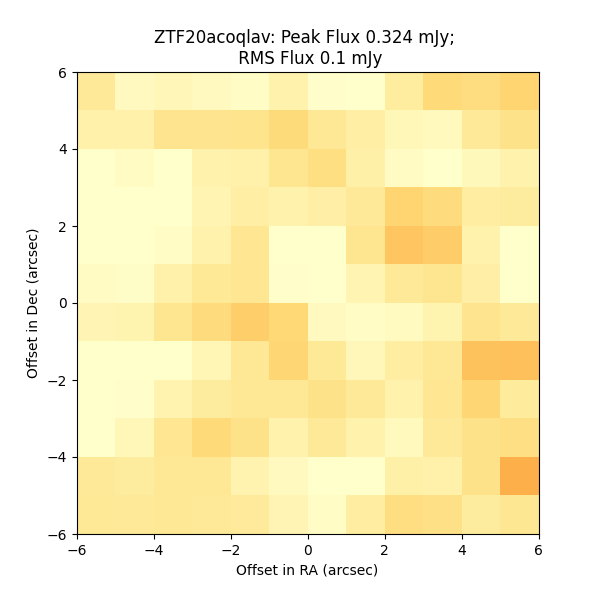 ZTF20acoqlav: Peak Flux 0.324 mJy;
RMS Flux 0.1 mJy
6
4
2
0
−2
−4
−6
Offset in Dec (arcsec)
−6 −4 −2 0 2 4 6
Offset in RA (arcsec)